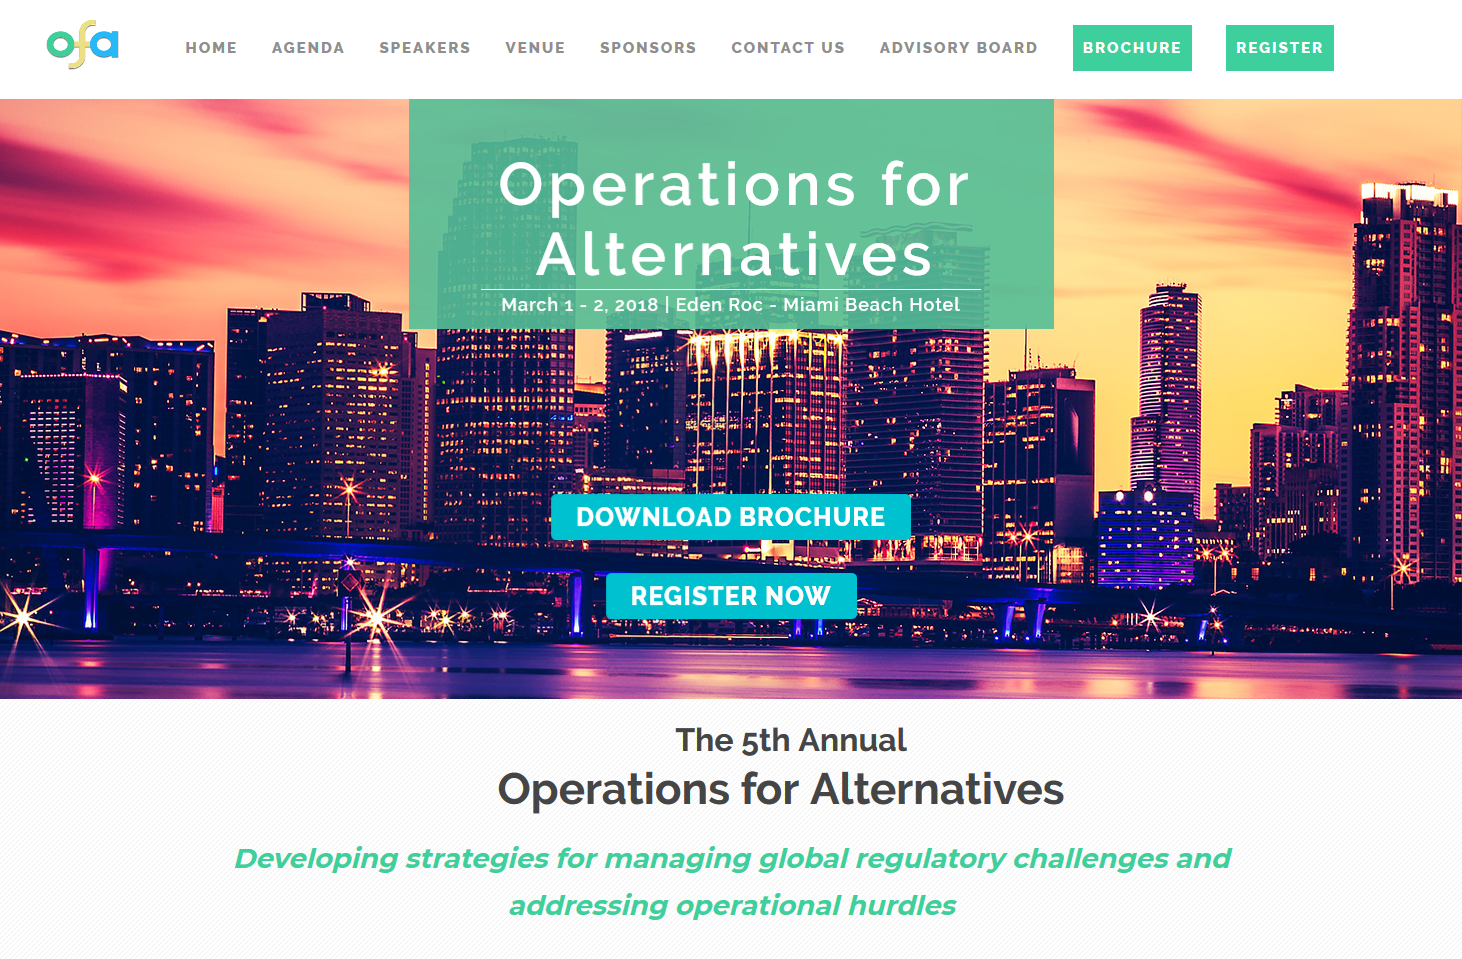 ofa
HOME AGENDA SPEAKERS VENUE SPONSORS CONTACT US ADVISORY BOARD BROCHURE REGISTER
Operations for
Alternatives
March 1 - 2, 2018 | Eden Roc - Miami Beach Hotel
DOWNLOAD BROCHURE
REGISTER NOW
The 5th Annual
Operations for Alternatives
Developing strategies for managing global regulatory challenges and
addressing operational hurdles